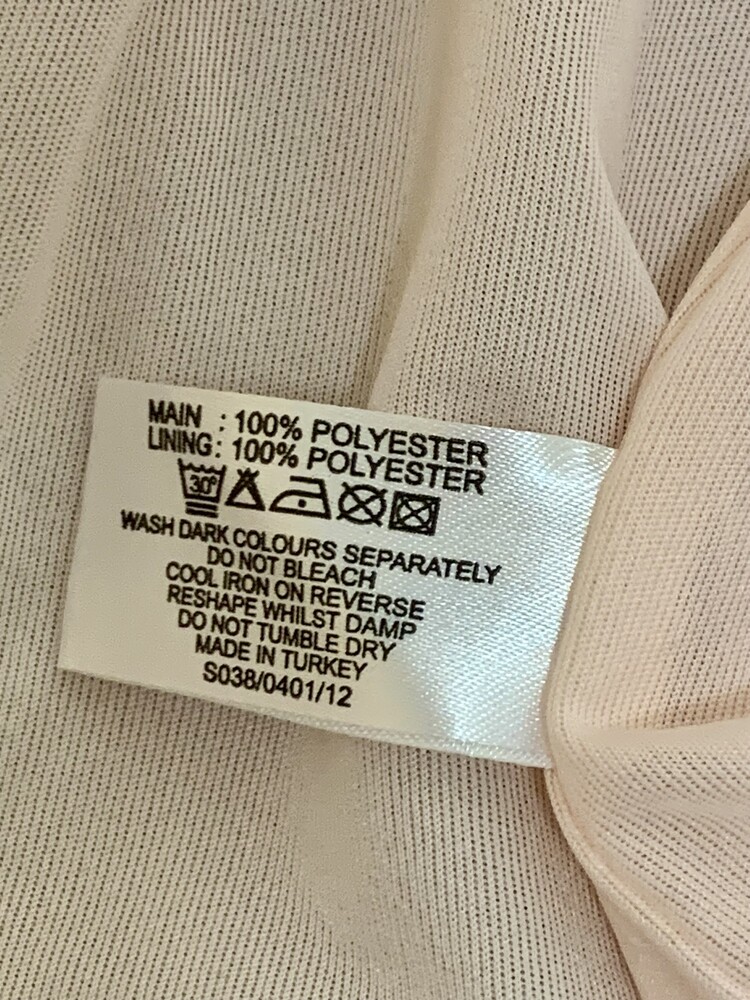 MAIN : 100% POLYESTER
LINING: 100% POLYESTER
30°
WASH DARK COLOURS SEPARATELY
DO NOT BLEACH
COOL IRON ON REVERSE
RESHAPE WHILST DAMP
DO NOT TUMBLE DRY
MADE IN TURKEY
S038/0401/12